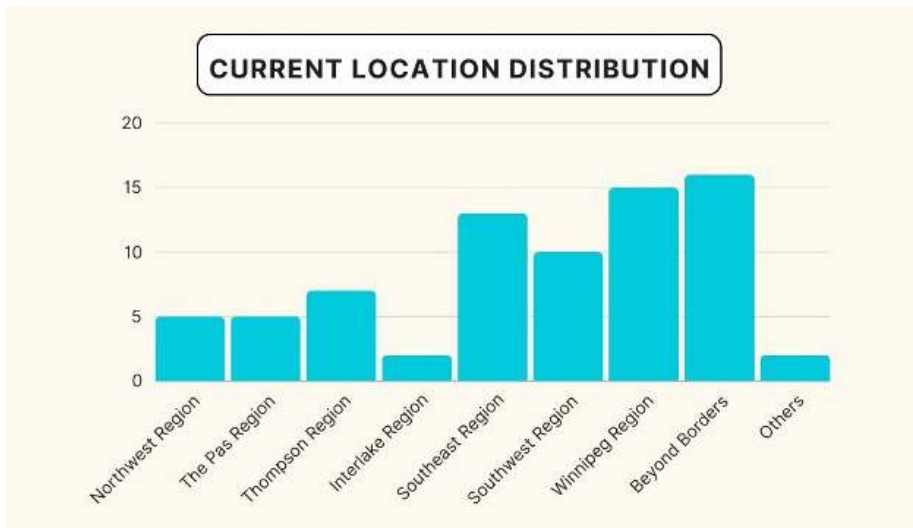 CURRENT LOCATION DISTRIBUTION
20
15
10
5
0
Northwest Region
The Pas Region
Thompson Region
Interlake Region
Southeast Region
Southwest Region
Winnipeg Region
Beyond Borders
Others